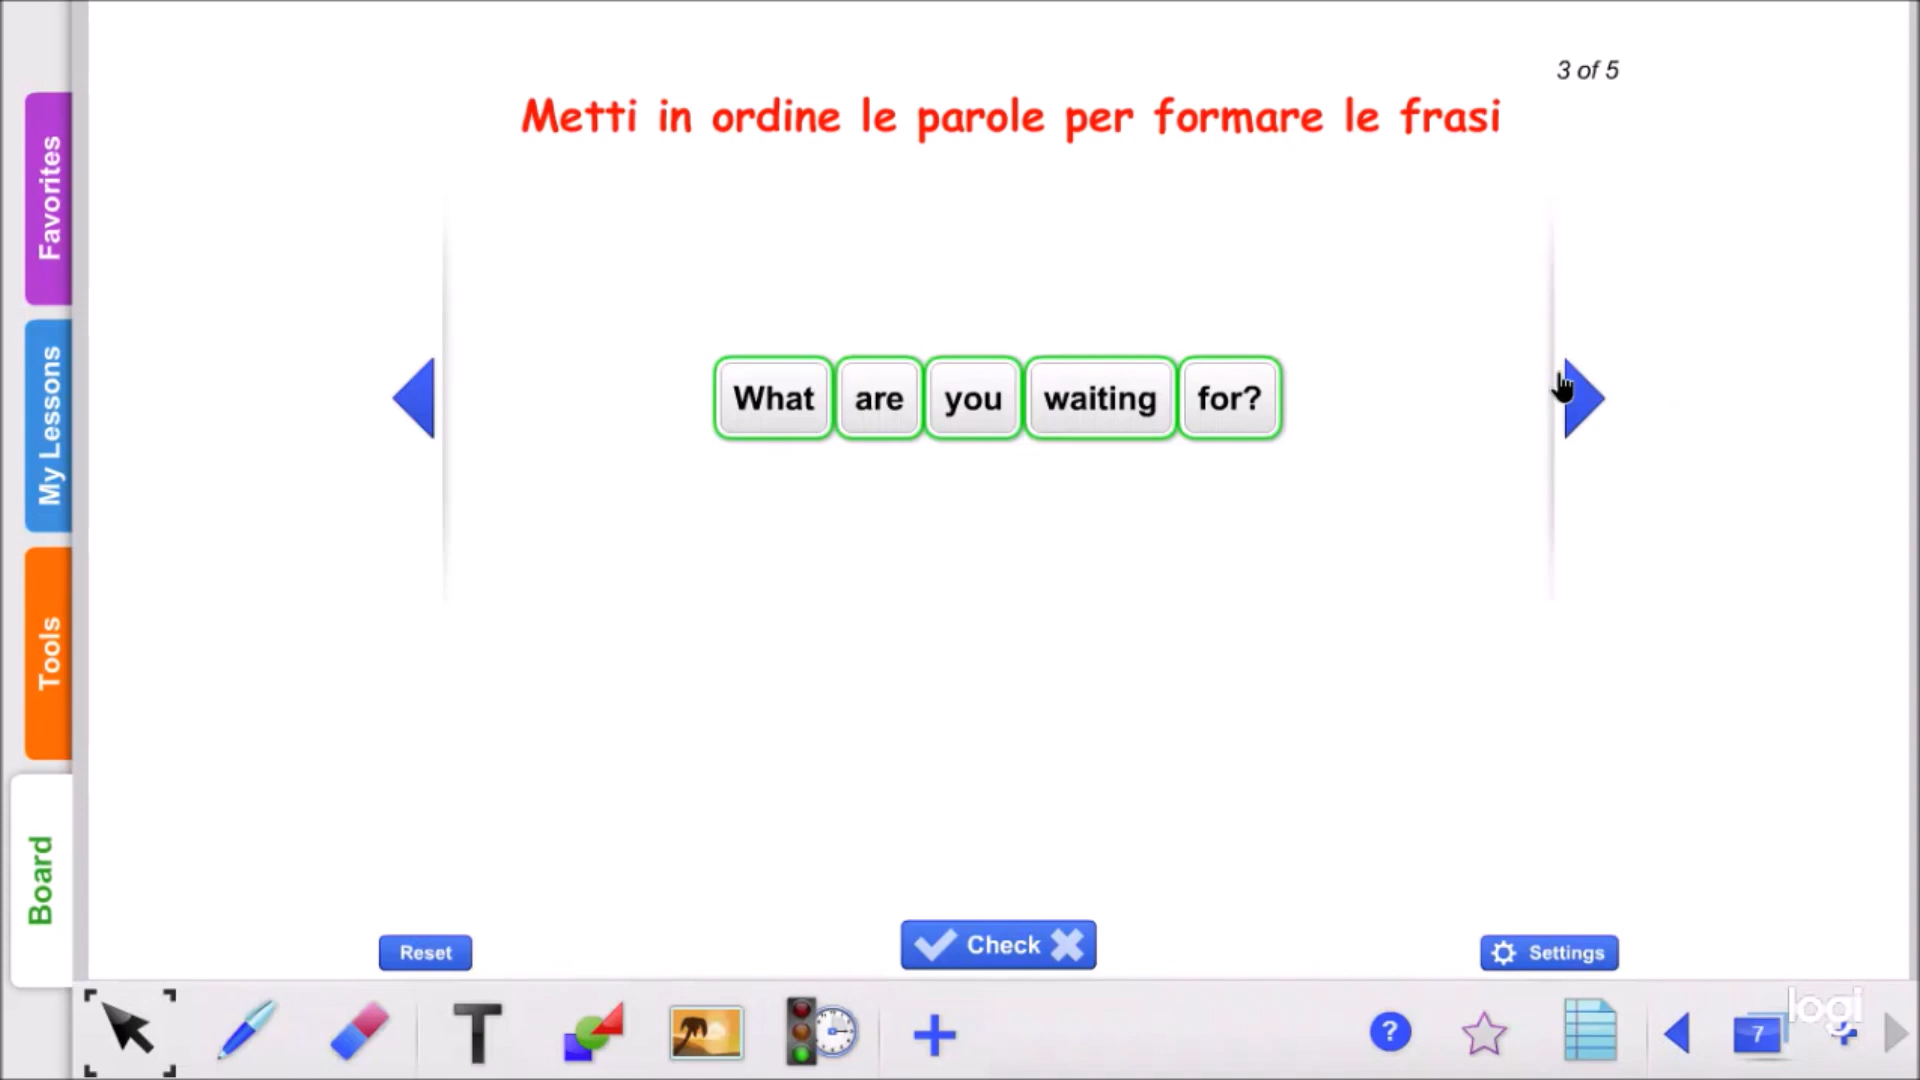 3 of 5
Metti in ordine le parole per formare le frasi
Favorites
My Lessons
Tools
Board
What are you waiting for?
Reset
Check
Settings
T
?
7
logi